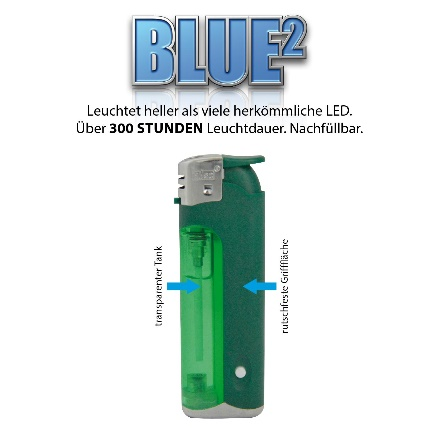 BLUE²
Leuchtet heller als viele herkömmliche LED.
Über 300 STUNDEN Leuchtdauer. Nachfüllbar.
transparenter Tank
rutschfeste Grifffläche